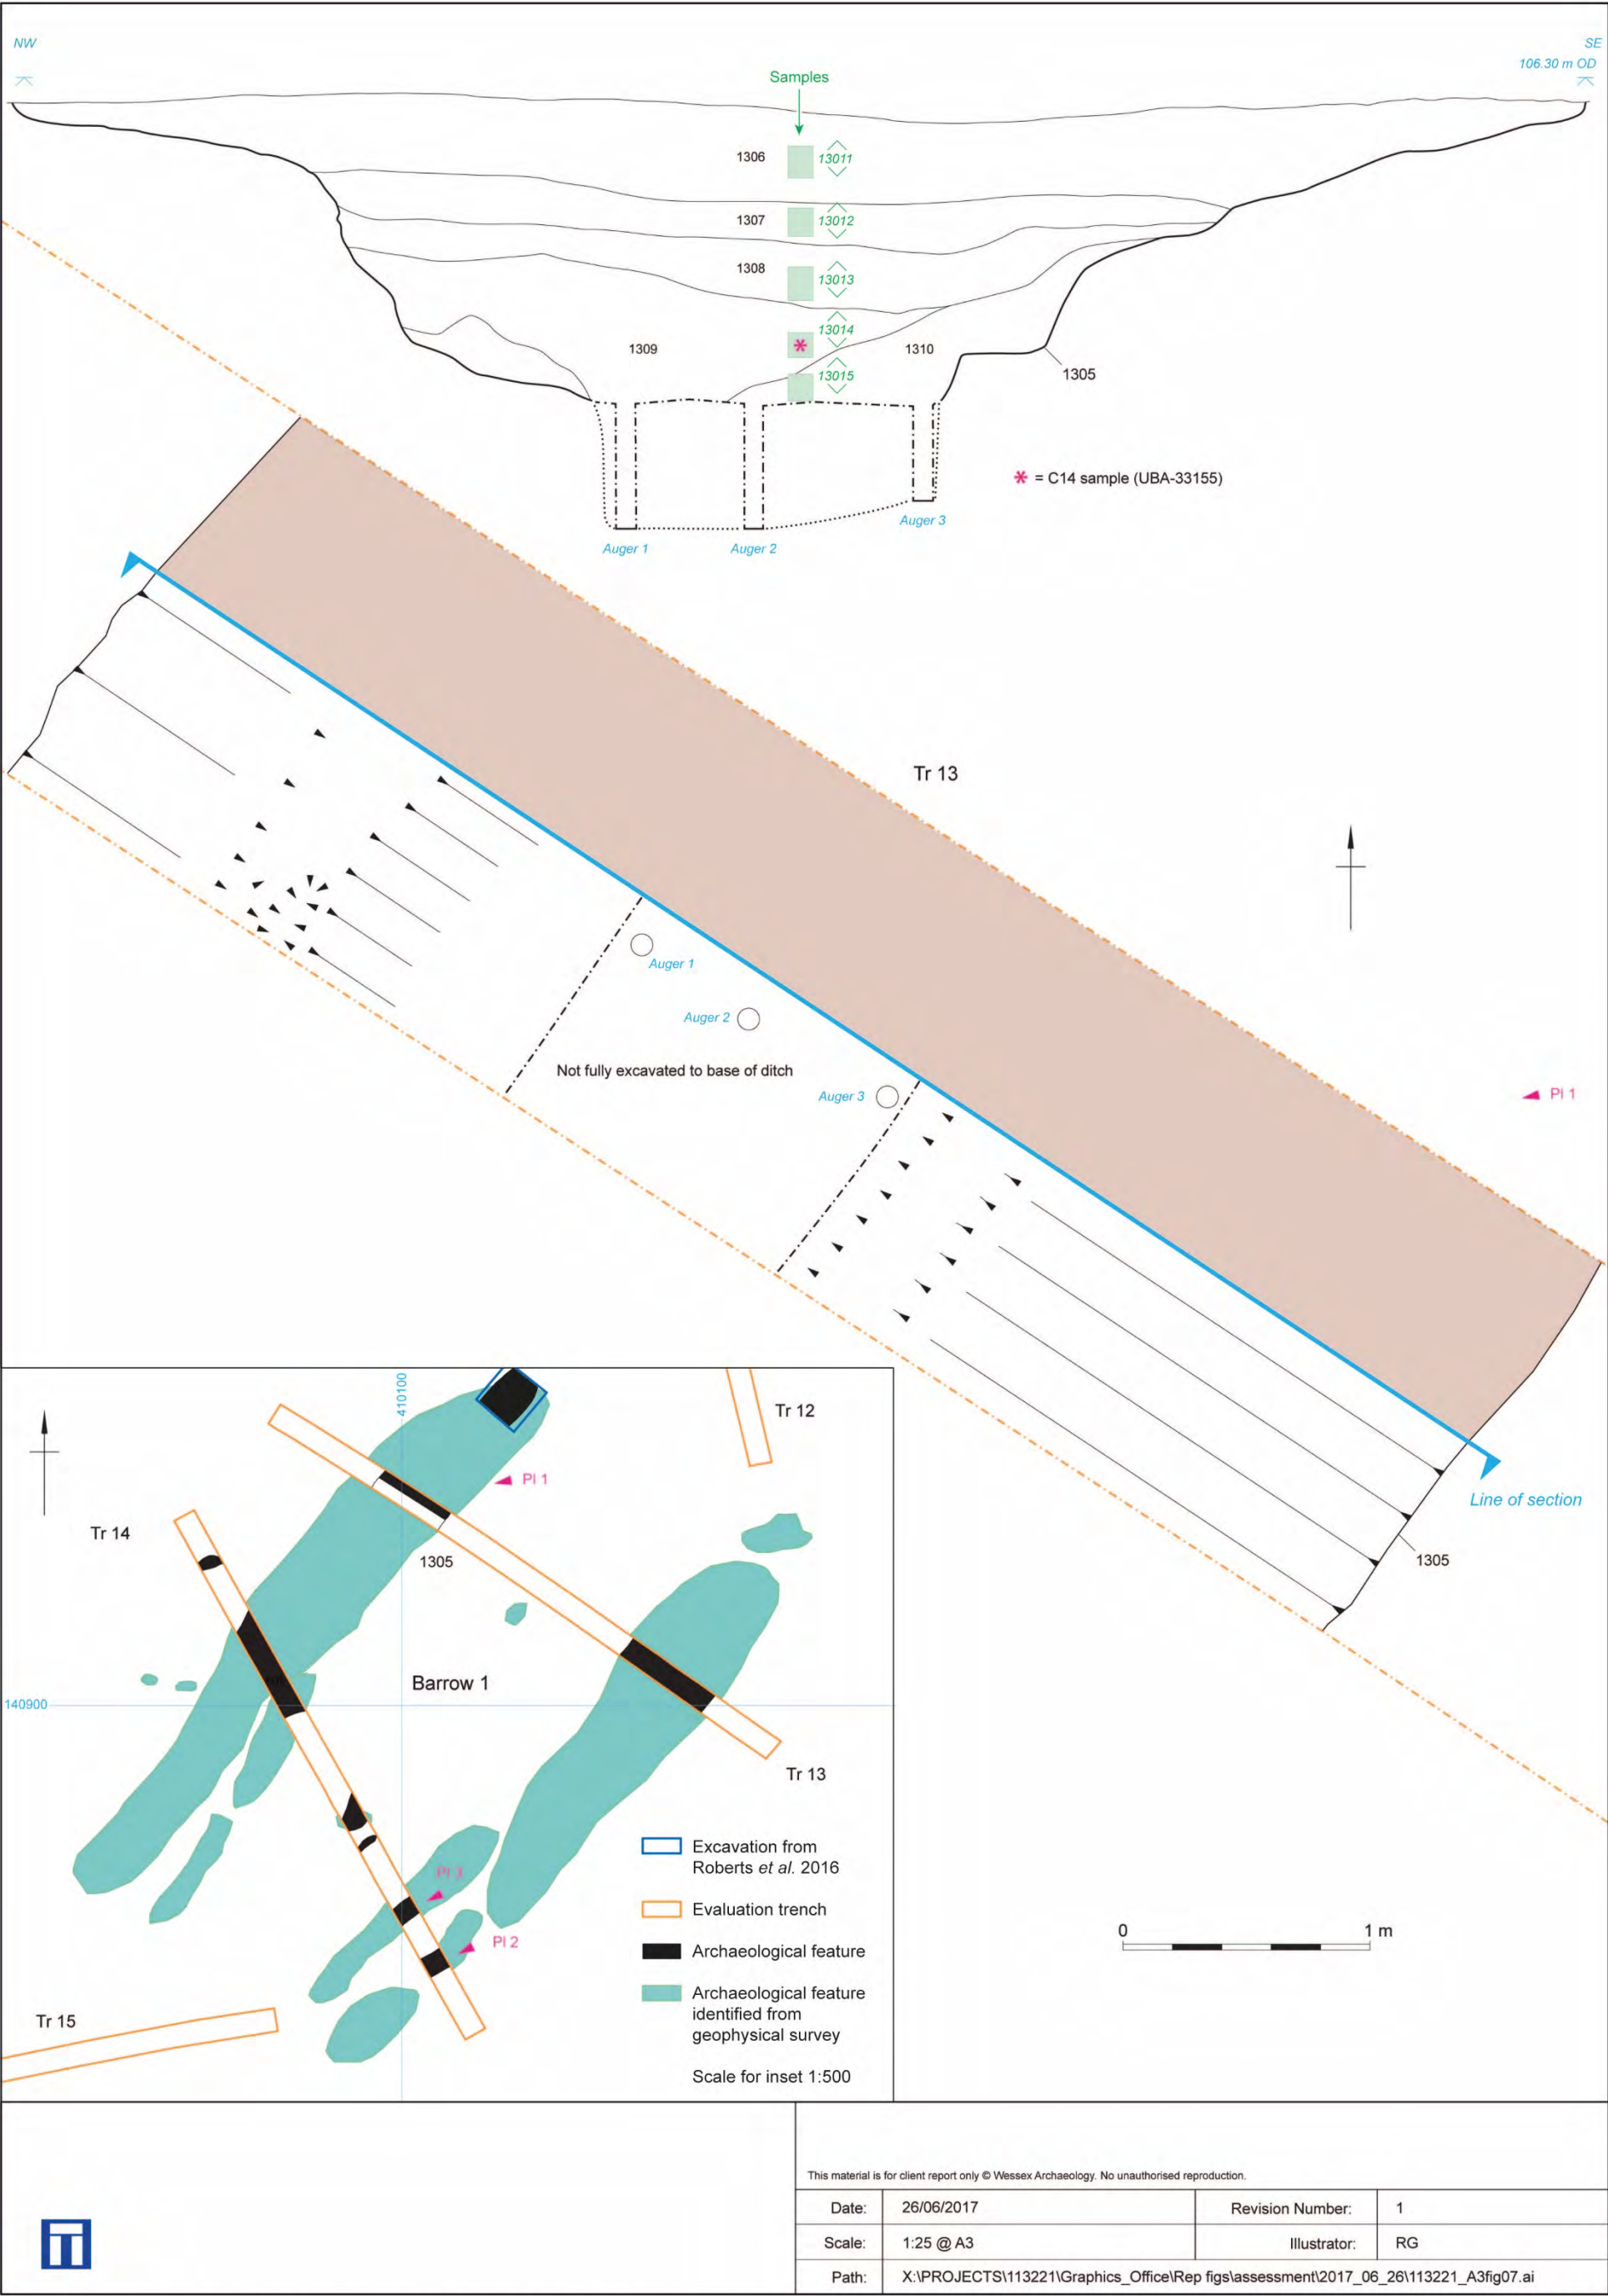 NW
SE
106.30 m OD
Samples
1306
13011
1307
13012
1308
13013
13014
1309
1310
13015
1305
* = C14 sample (UBA-33155)
Auger 1
Auger 2
Auger 3
Tr 13
Auger 1
Auger 2
Not fully excavated to base of ditch
Auger 3
Pl 1
Line of section
1305
410100
Tr 12
Pl 1
Tr 14
1305
Barrow 1
140900
Tr 13
Excavation from
Roberts et al. 2016
Pl 3
Evaluation trench
Pl 2
Archaeological feature
Archaeological feature
identified from
geophysical survey
Tr 15
Scale for inset 1:500
0 1 m
This material is for client report only © Wessex Archaeology. No unauthorised reproduction.
Date: 26/06/2017 Revision Number: 1
Scale: 1:25 @ A3 Illustrator: RG
Path: X:\PROJECTS\113221\Graphics_Office\Rep figs\assessment\2017_06_26\113221_A3fig07.ai